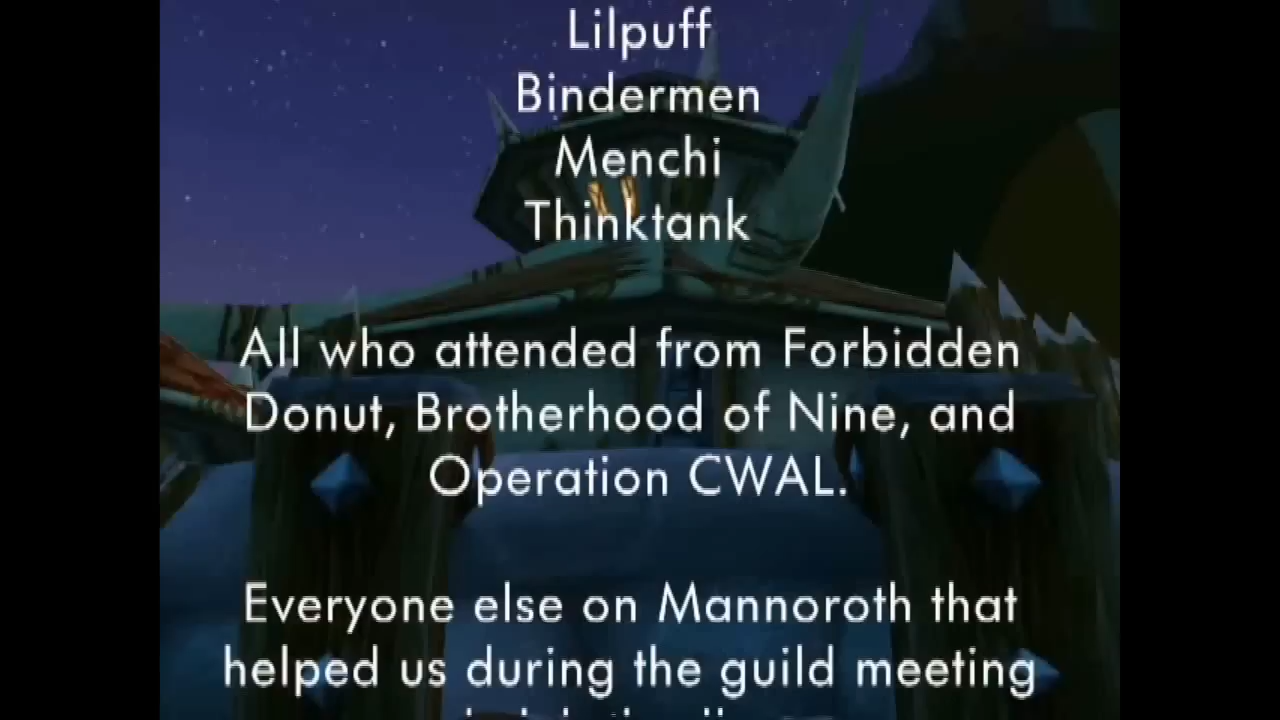 Lilpuff
Bindermen
Menchi
Thinktank
All who attended from Forbidden
Donut, Brotherhood of Nine, and
Operation CWAL.
Everyone else on Mannoroth that
helped us during the guild meeting